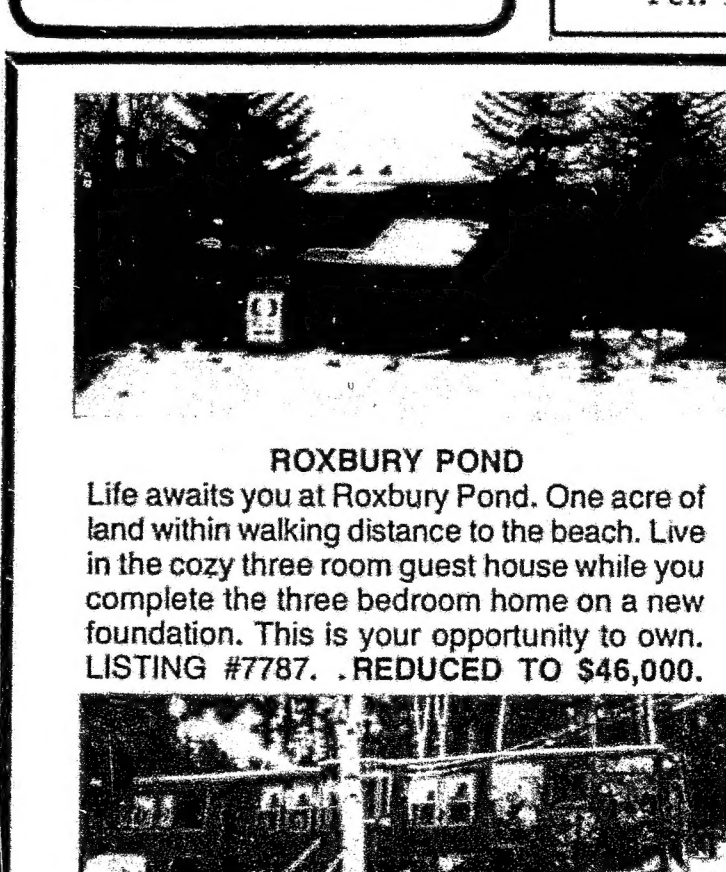 ROXBURY POND
Life awaits you at Roxbury Pond. One acre of
land within walking distance to the beach. Live
in the cozy three room guest house while you
complete the three bedroom home on a new
foundation. This is your opportunity to own.
LISTING #7787. .REDUCED TO $46,000.